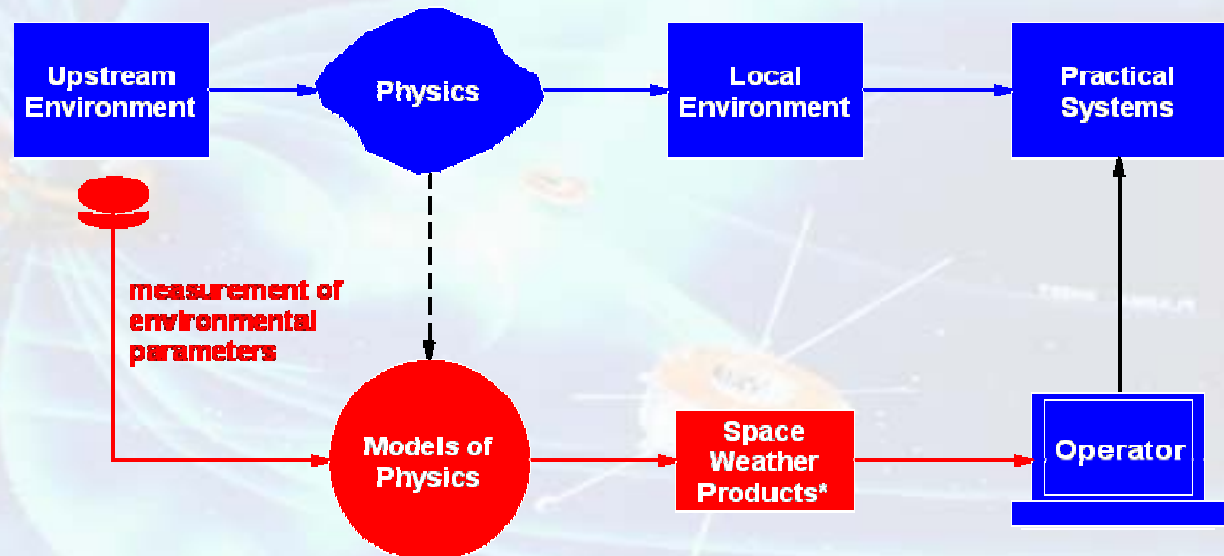 Upstream
Environment
Physics
Local
Environment
Practical
Systems
measurement of
environmental
parameters
Models of
Physics
Space
Weather
Products*
Operator